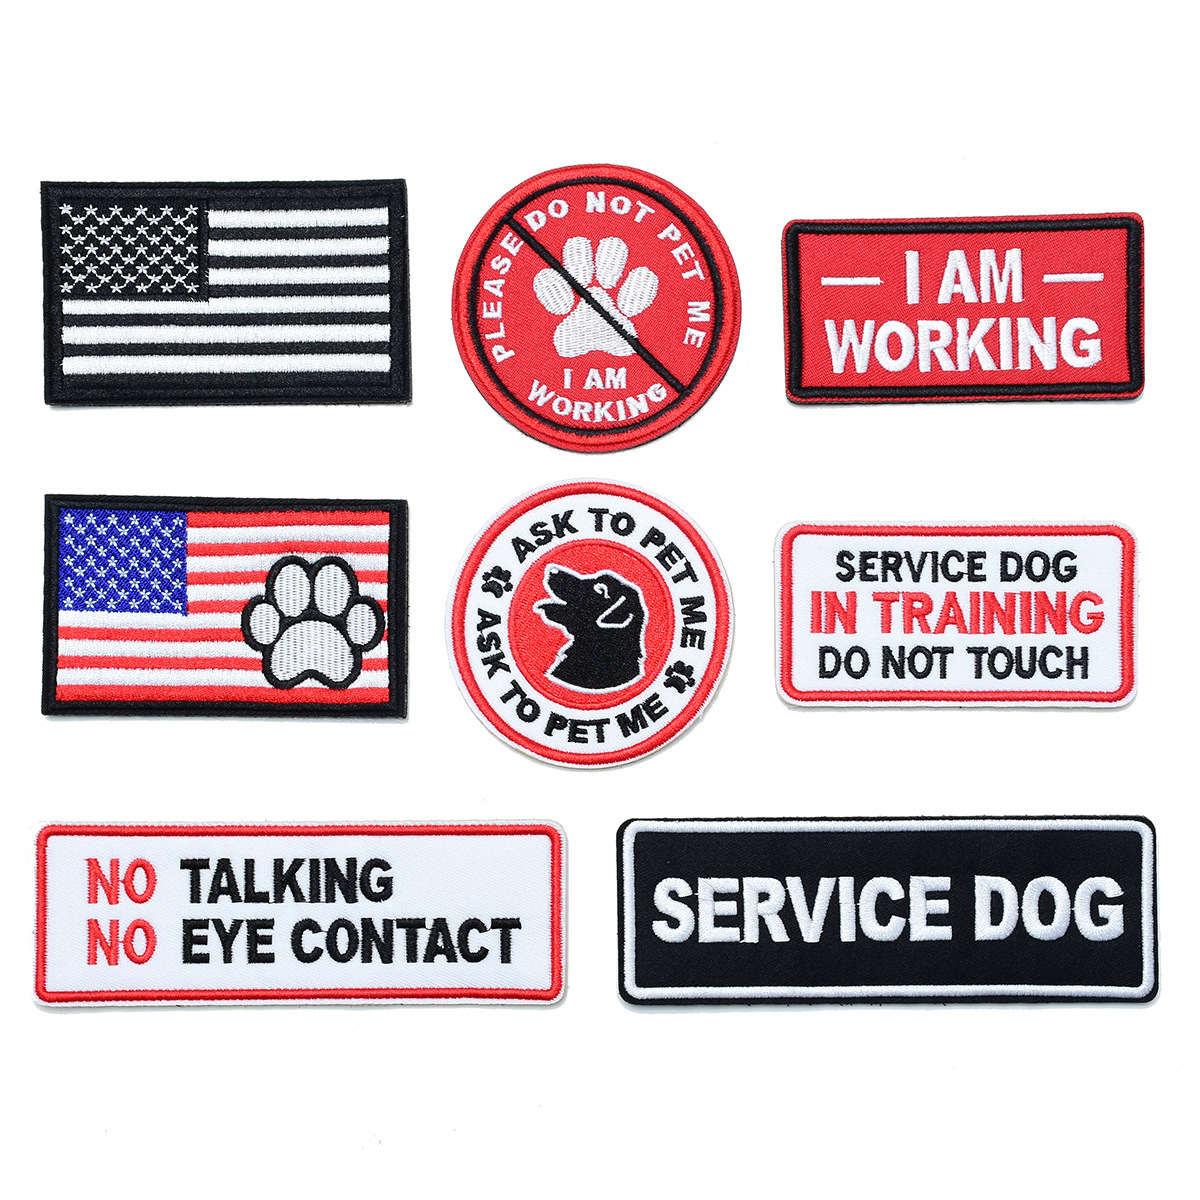 PLEASE DO NOT PET ME
I AM
WORKING
I AM
WORKING
ASK TO PET ME
ASK TO PET ME
SERVICE DOG
IN TRAINING
DO NOT TOUCH
NO TALKING
NO EYE CONTACT
SERVICE DOG